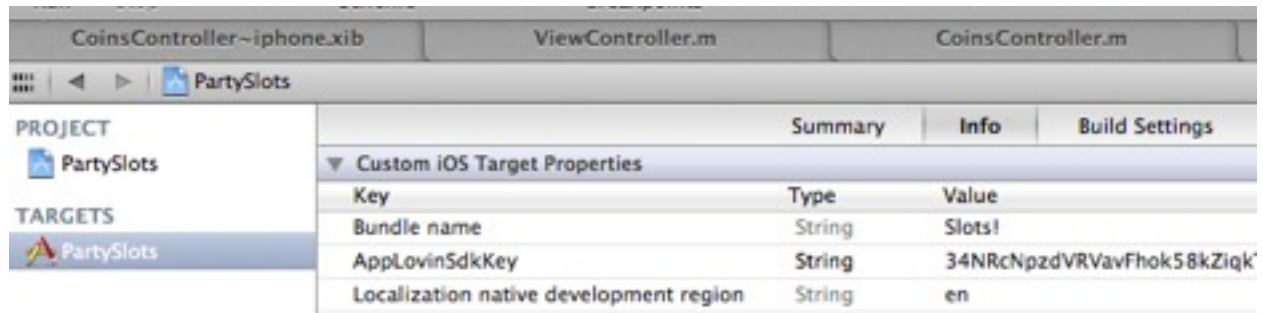 CoinsController~iphone.xib ViewController.m CoinsController.m
PartySlots
PROJECT
PartySlots
TARGETS
PartySlots
Summary Info Build Settings
Custom iOS Target Properties
Key Type Value
Bundle name String Slots!
AppLovinSdkKey String 34NRcNpzdVRVavFhok58kZiqk
Localization native development region String en